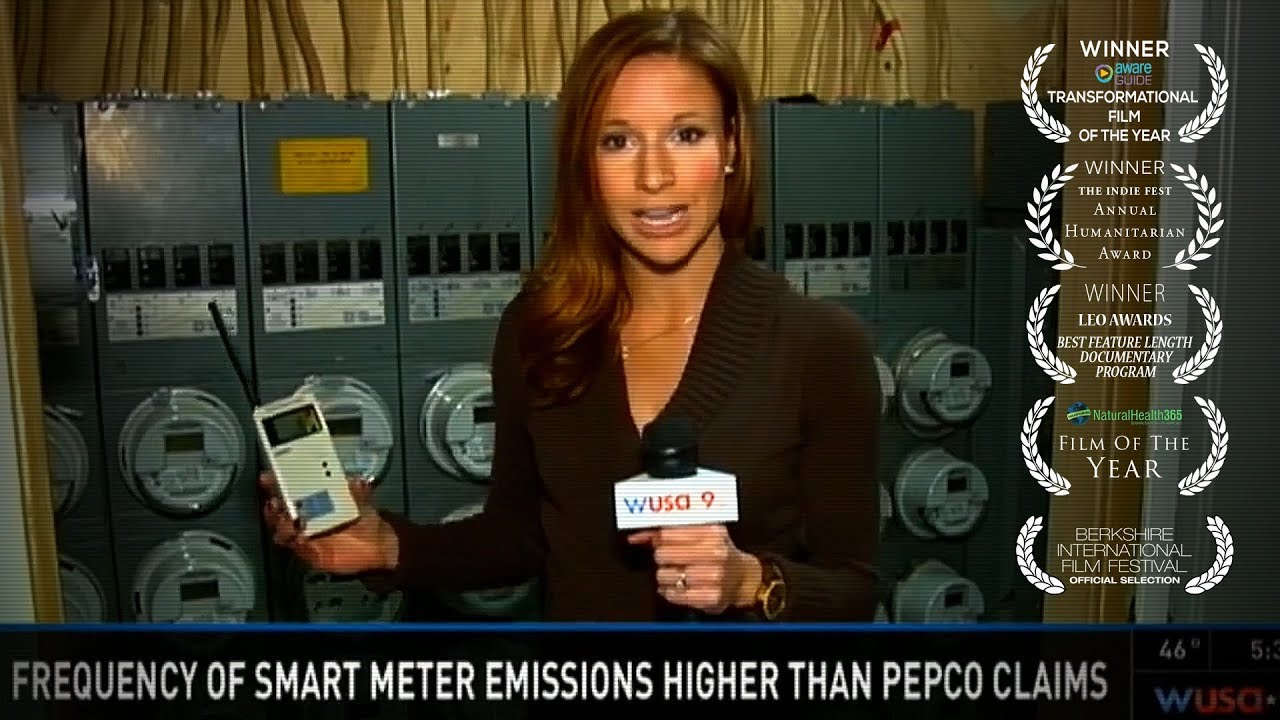 WINNER
aware
GUIDE
TRANSFORMATIONAL
FILM
OF THE YEAR
WINNER
THE INDIE FEST
ANNUAL
HUMANITARIAN
AWARD
WINNER
LEO AWARDS
BEST FEATURE LENGTH
DOCUMENTARY
PROGRAM
NaturalHealth365
FILM OF THE
YEAR
BERKSHIRE
INTERNATIONAL
FILM FESTIVAL
OFFICIAL SELECTION
WUSA 9
FREQUENCY OF SMART METER EMISSIONS HIGHER THAN PEPCO CLAIMS
46°
5:3
WUSA